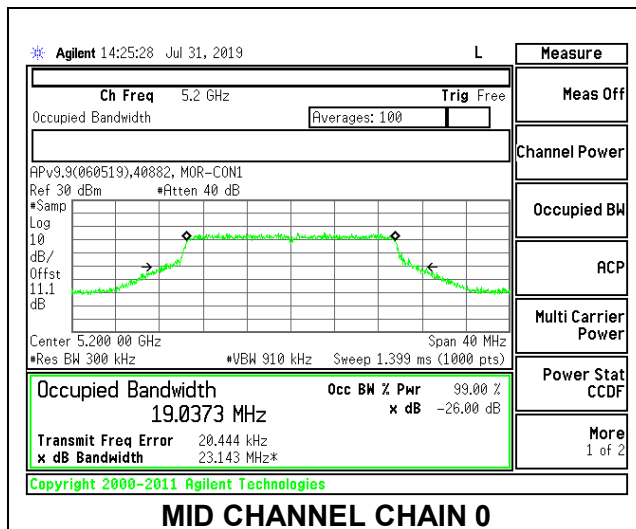 Agilent 14:25:28 Jul 31, 2019 L Measure
Ch Freq 5.2 GHz Trig Free
Meas Off
Occupied Bandwidth Averages: 100
Channel Power
APv9.9(060519),40882, MOR-CON1
Ref 30 dBm #Atten 40 dB
#Samp
Log
10
dB/
Offst
11.1
dB
Occupied BW
ACP
Center 5.200 00 GHz Span 40 MHz
#Res BW 300 kHz #VBW 910 kHz Sweep 1.399 ms (1000 pts)
Multi Carrier
Power
Occupied Bandwidth Occ BW % Pwr 99.00 %
19.0373 MHz x dB -26.00 dB
Power Stat
CCDF
Transmit Freq Error 20.444 kHz
x dB Bandwidth 23.143 MHz*
More
1 of 2
Copyright 2000-2011 Agilent Technologies
MID CHANNEL CHAIN 0